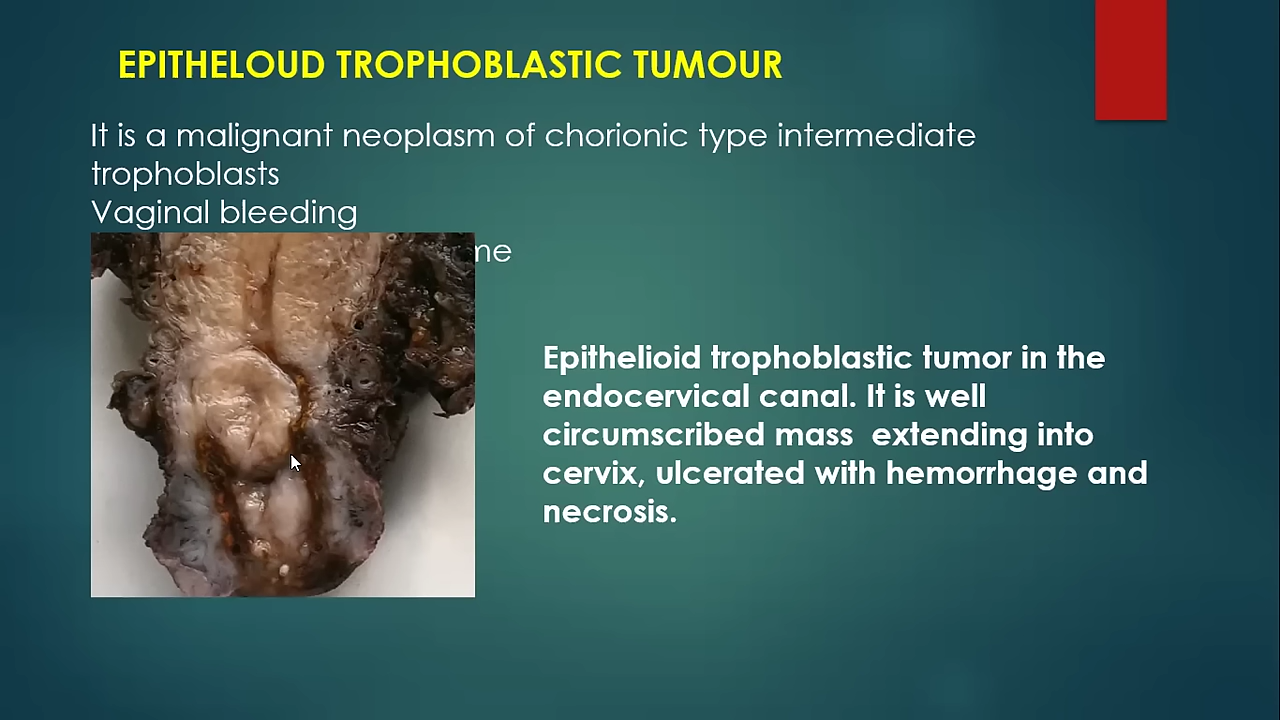 EPITHELOUD TROPHOBLASTIC TUMOUR
It is a malignant neoplasm of chorionic type intermediate
trophoblasts
Vaginal bleeding
Epithelioid trophoblastic tumor in the
endocervical canal. It is well
circumscribed mass extending into
cervix, ulcerated with hemorrhage and
necrosis.